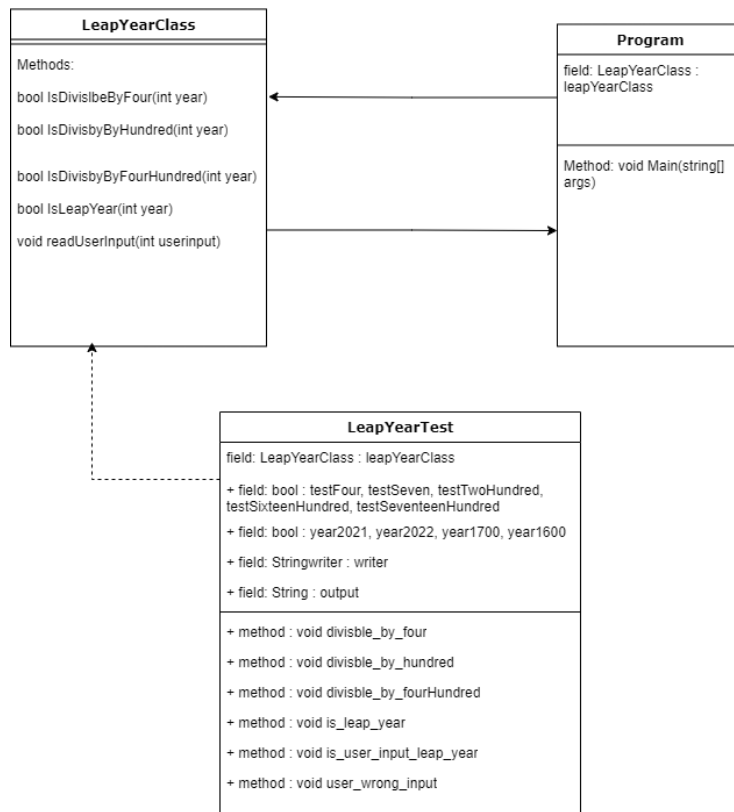 LeapYearClass
Methods:
bool IsDivislbeByFour(int year)
bool IsDivisbyByHundred(int year)
bool IsDivisbyByFourHundred(int year)
bool IsLeapYear(int year)
void readUserInput(int userinput)
Program
field: LeapYearClass :
leapYearClass
Method: void Main(string[]
args)
LeapYearTest
field: LeapYearClass : leapYearClass
+ field: bool : testFour, testSeven, testTwoHundred,
testSixteenHundred, testSeventeenHundred
+ field: bool : year2021, year2022, year1700, year1600
+ field: Stringwriter : writer
+ field: String : output
+ method : void divisble_by_four
+ method : void divisble_by_hundred
+ method : void divisble_by_fourHundred
+ method : void is_leap_year
+ method : void is_user_input_leap_year
+ method : void user_wrong_input